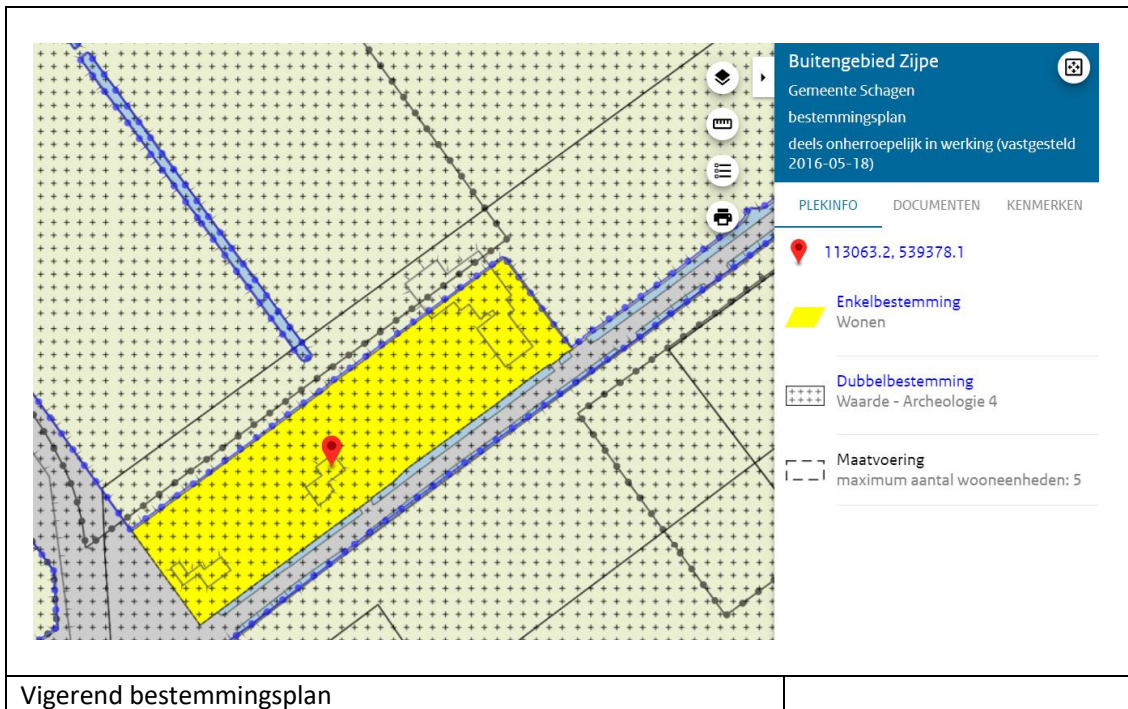 Buitengebied Zijpe
Gemeente Schagen
bestemmingsplan
deels onherroepelijk in werking (vastgesteld
2016-05-18)
PLEKINFO DOCUMENTEN KENMERKEN
113063.2, 539378.1
Enkelbestemming
Wonen
Dubbelbestemming
Waarde - Archeologie 4
Maatvoering
maximum aantal wooneenheden: 5
Vigerend bestemmingsplan